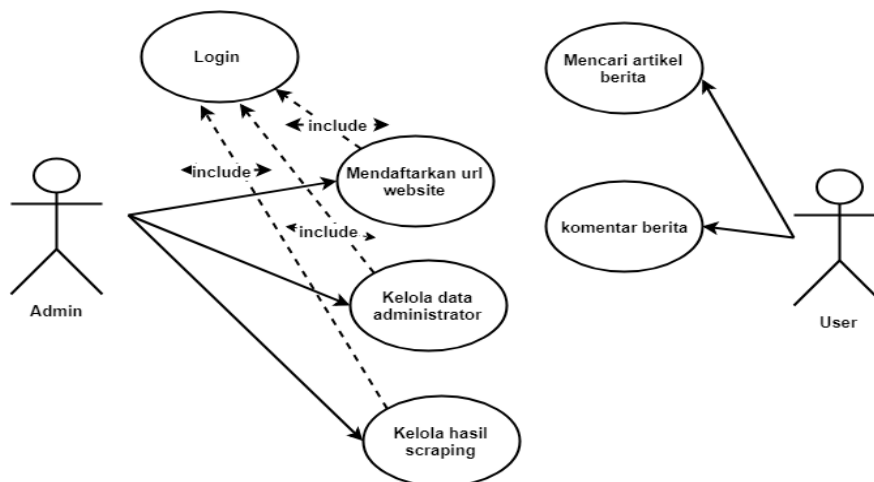 Login
Mencari artikel
berita
include
Mendaftarkan url
website
include
include
komentar berita
Kelola data
administrator
Admin
User
Kelola hasil
scraping